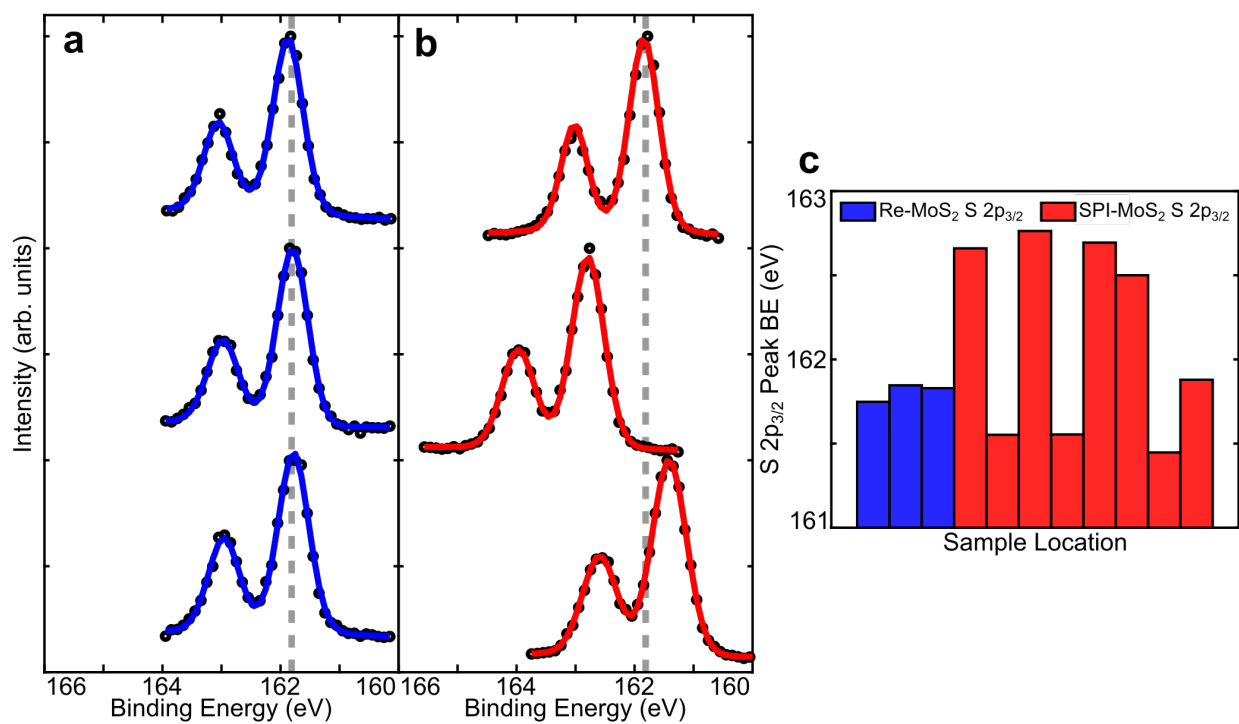 a
b
Intensity (arb. units)
166 164 162 160
Binding Energy (eV)
166 164 162 160
Binding Energy (eV)
c
163
162
161
S 2p3/2 Peak BE (eV)
Re-MoS2 S 2p3/2
SPI-MoS2 S 2p3/2
Sample Location